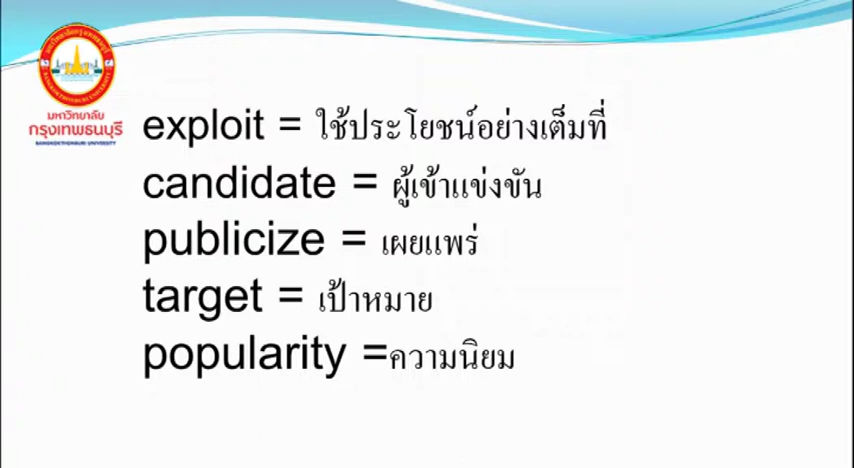 มหาวิทยาลัย
กรุงเทพธนบุรี
BANGKOKTHONBURI UNIVERSITY
exploit = ใช้ประโยชน์อย่างเต็มที่
candidate = ผู้เข้าแข่งขัน
publicize = เผยแพร่
target = เป้าหมาย
popularity =ความนิยม